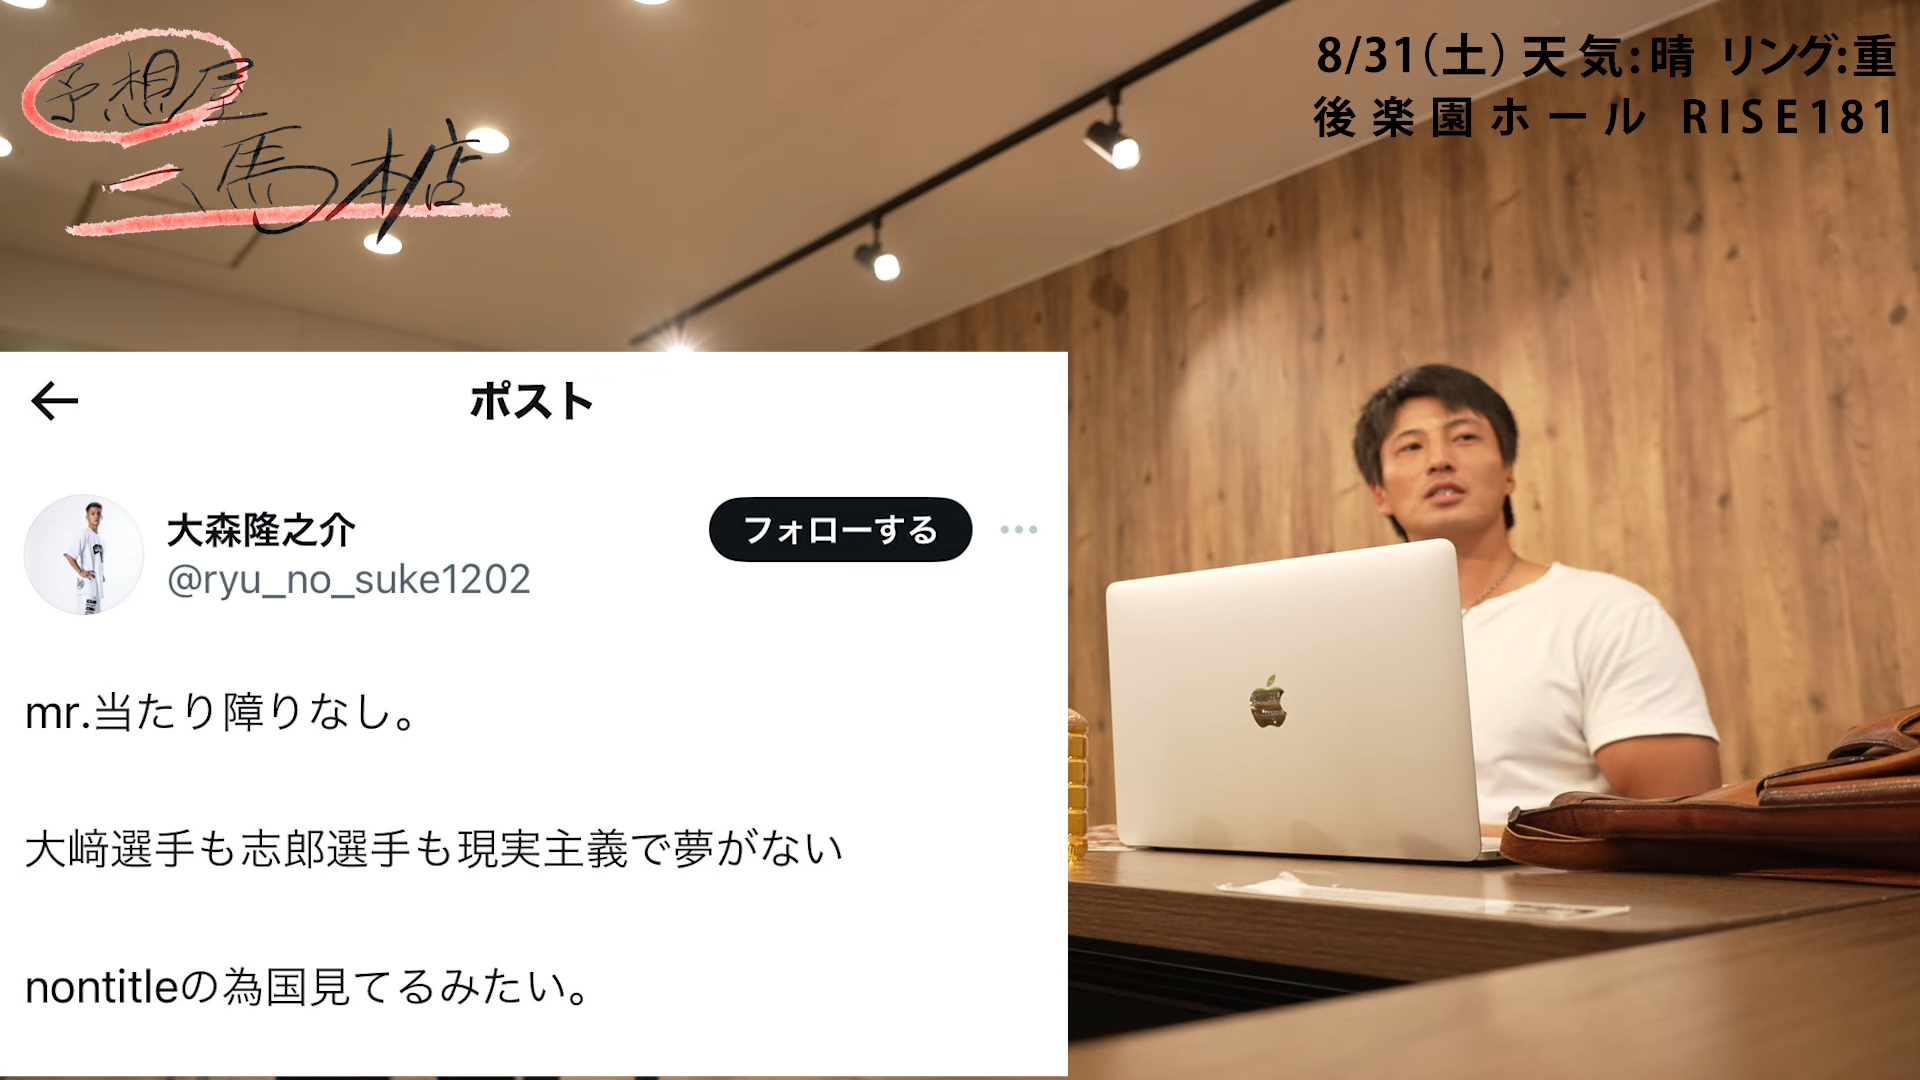 予想屋
二馬本店
8/31(土) 天気:晴 リング:重
後楽園ホール RISE181
ポスト
大森隆之介
@ryu_no_suke1202
フォローする
mr.当たり障りなし。
大﨑選手も志郎選手も現実主義で夢がない
nontitleの為国見てるみたい。